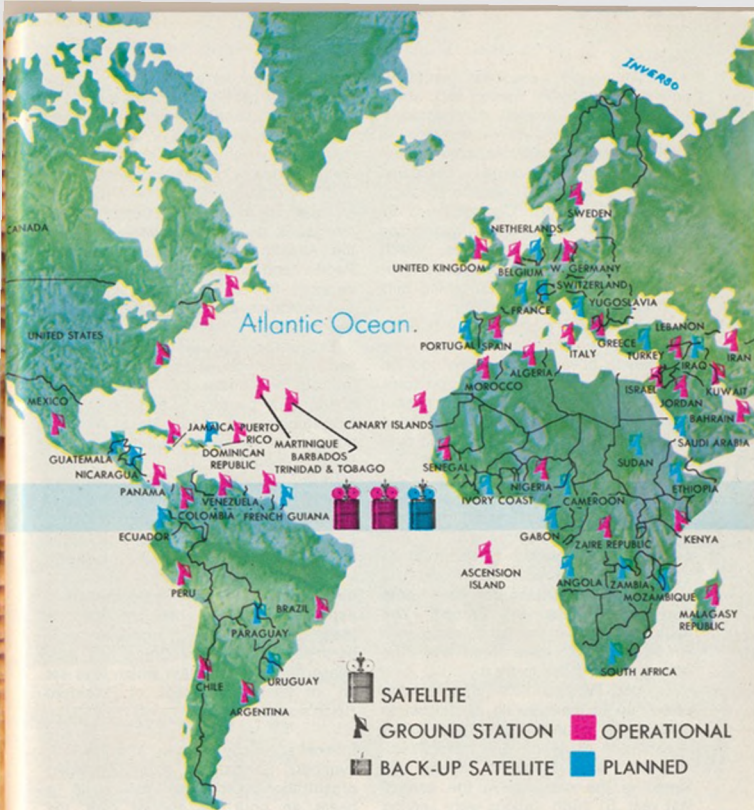 INVERSO
SWEDEN
CANADA
NETHERLANDS
UNITED KINGDOM
BELGIUM
W. GERMANY
SWITZERLAND
FRANCE
YUGOSLAVIA
UNITED STATES
Atlantic Ocean.
PORTUGAL
SPAIN
ITALY
GREECE
TURKEY
LEBANON
IRAQ
IRAN
MOROCCO
ALGERIA
ISRAEL
JORDAN
KUWAIT
BAHRAIN
MEXICO
CANARY ISLANDS
JAMAICA
PUERTO
RICO
MARTINIQUE
BARBADOS
TRINIDAD & TOBAGO
DOMINICAN
REPUBLIC
GUATEMALA
NICARAGUA
SAUDI ARABIA
SENEGAL
SUDAN
PANAMA
VENEZUELA
COLOMBIA
FRENCH GUIANA
IVORY COAST
NIGERIA
CAMEROON
ETHIOPIA
ECUADOR
GABON
ZAIRE REPUBLIC
KENYA
ASCENSION
ISLAND
PERU
BRAZIL
ANGOLA
ZAMBIA
MOZAMBIQUE
MALAGASY
REPUBLIC
PARAGUAY
CHILE
URUGUAY
ARGENTINA
SOUTH AFRICA
SATELLITE
GROUND STATION
OPERATIONAL
BACK-UP SATELLITE
PLANNED